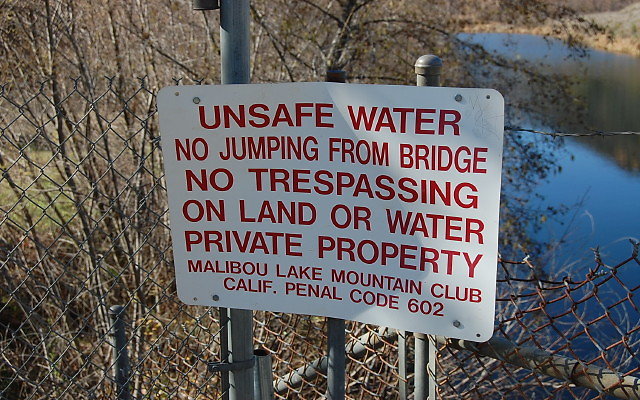 UNSAFE WATER
NO JUMPING FROM BRIDGE
NO TRESPASSING
ON LAND OR WATER
PRIVATE PROPERTY
MALIBOU LAKE MOUNTAIN CLUB
CALIF. PENAL CODE 602